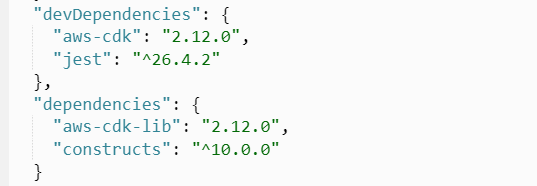 "devDependencies": {
"aws-cdk": "2.12.0",
"jest": "^26.4.2"
},
"dependencies": {
"aws-cdk-lib": "2.12.0",
"constructs": "^10.0.0"
}